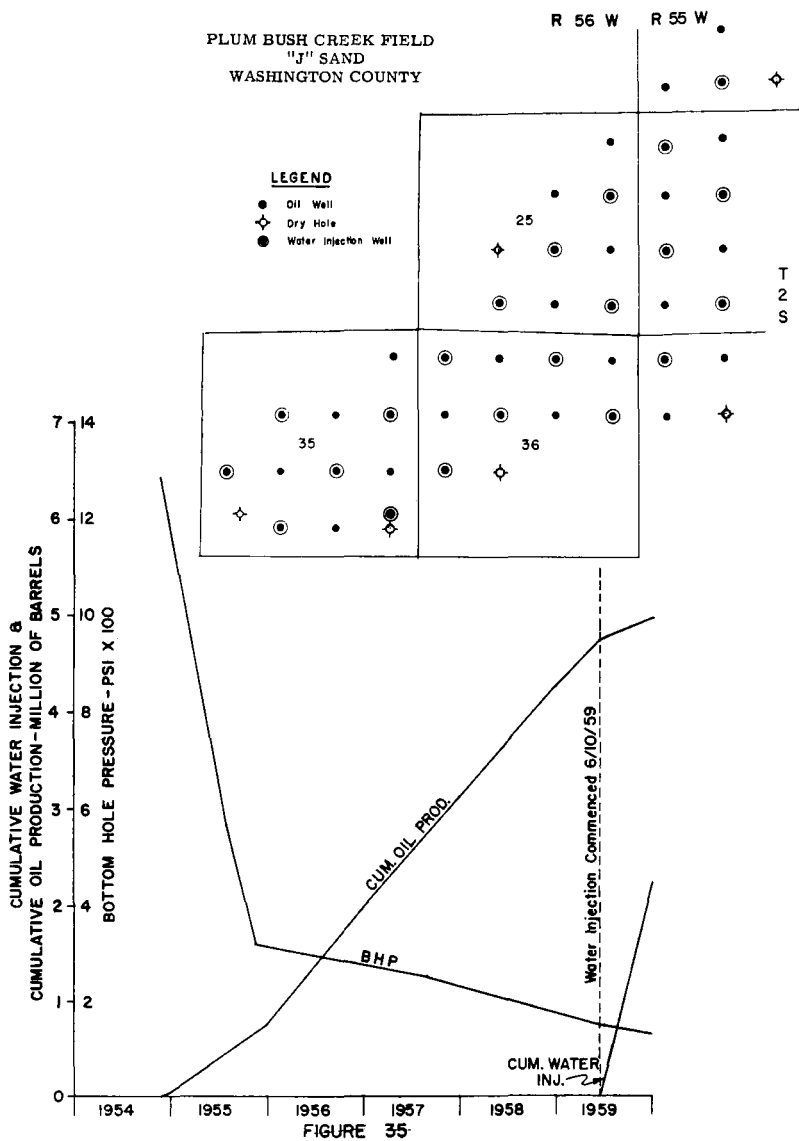 PLUM BUSH CREEK FIELD
"J" SAND
WASHINGTON COUNTY
R 56 W
R 55 W
LEGEND
Oil Well
Dry Hole
Water Injection Well
25
T
2
S
35
36
7 14
6 12
5 10
4 8
3 6
2 4
1 2
0
CUMULATIVE WATER INJECTION &
CUMULATIVE OIL PRODUCTION-MILLION OF BARRELS
BOTTOM HOLE PRESSURE-PSI X 100
CUM. OIL PROD.
BHP
Water Injection Commenced 6/10/59
CUM. WATER
INJ.
1954 1955 1956 1957 1958 1959
FIGURE 35